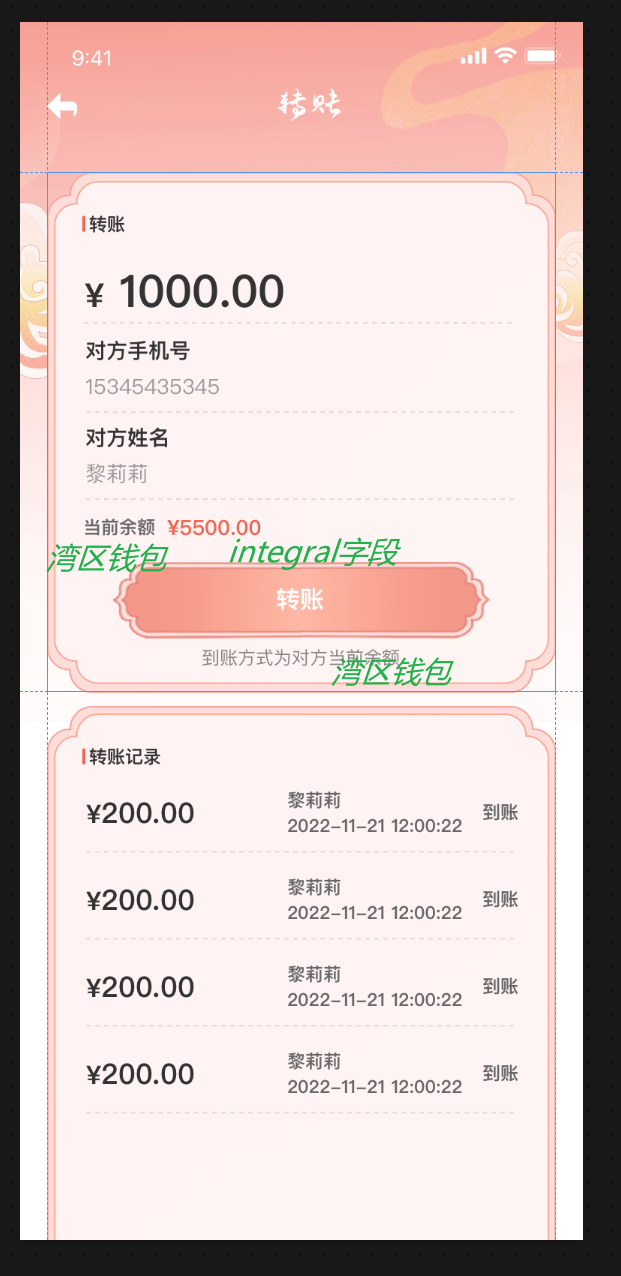 9:41
转账
转账
¥ 1000.00
对方手机号
15345435345
对方姓名
黎莉莉
当前余额 ¥5500.00
湾区钱包 integral字段
转账
到账方式为对方当前余额
湾区钱包
转账记录
¥200.00 黎莉莉 到账
2022-11-21 12:00:22
¥200.00 黎莉莉 到账
2022-11-21 12:00:22
¥200.00 黎莉莉 到账
2022-11-21 12:00:22
¥200.00 黎莉莉 到账
2022-11-21 12:00:22